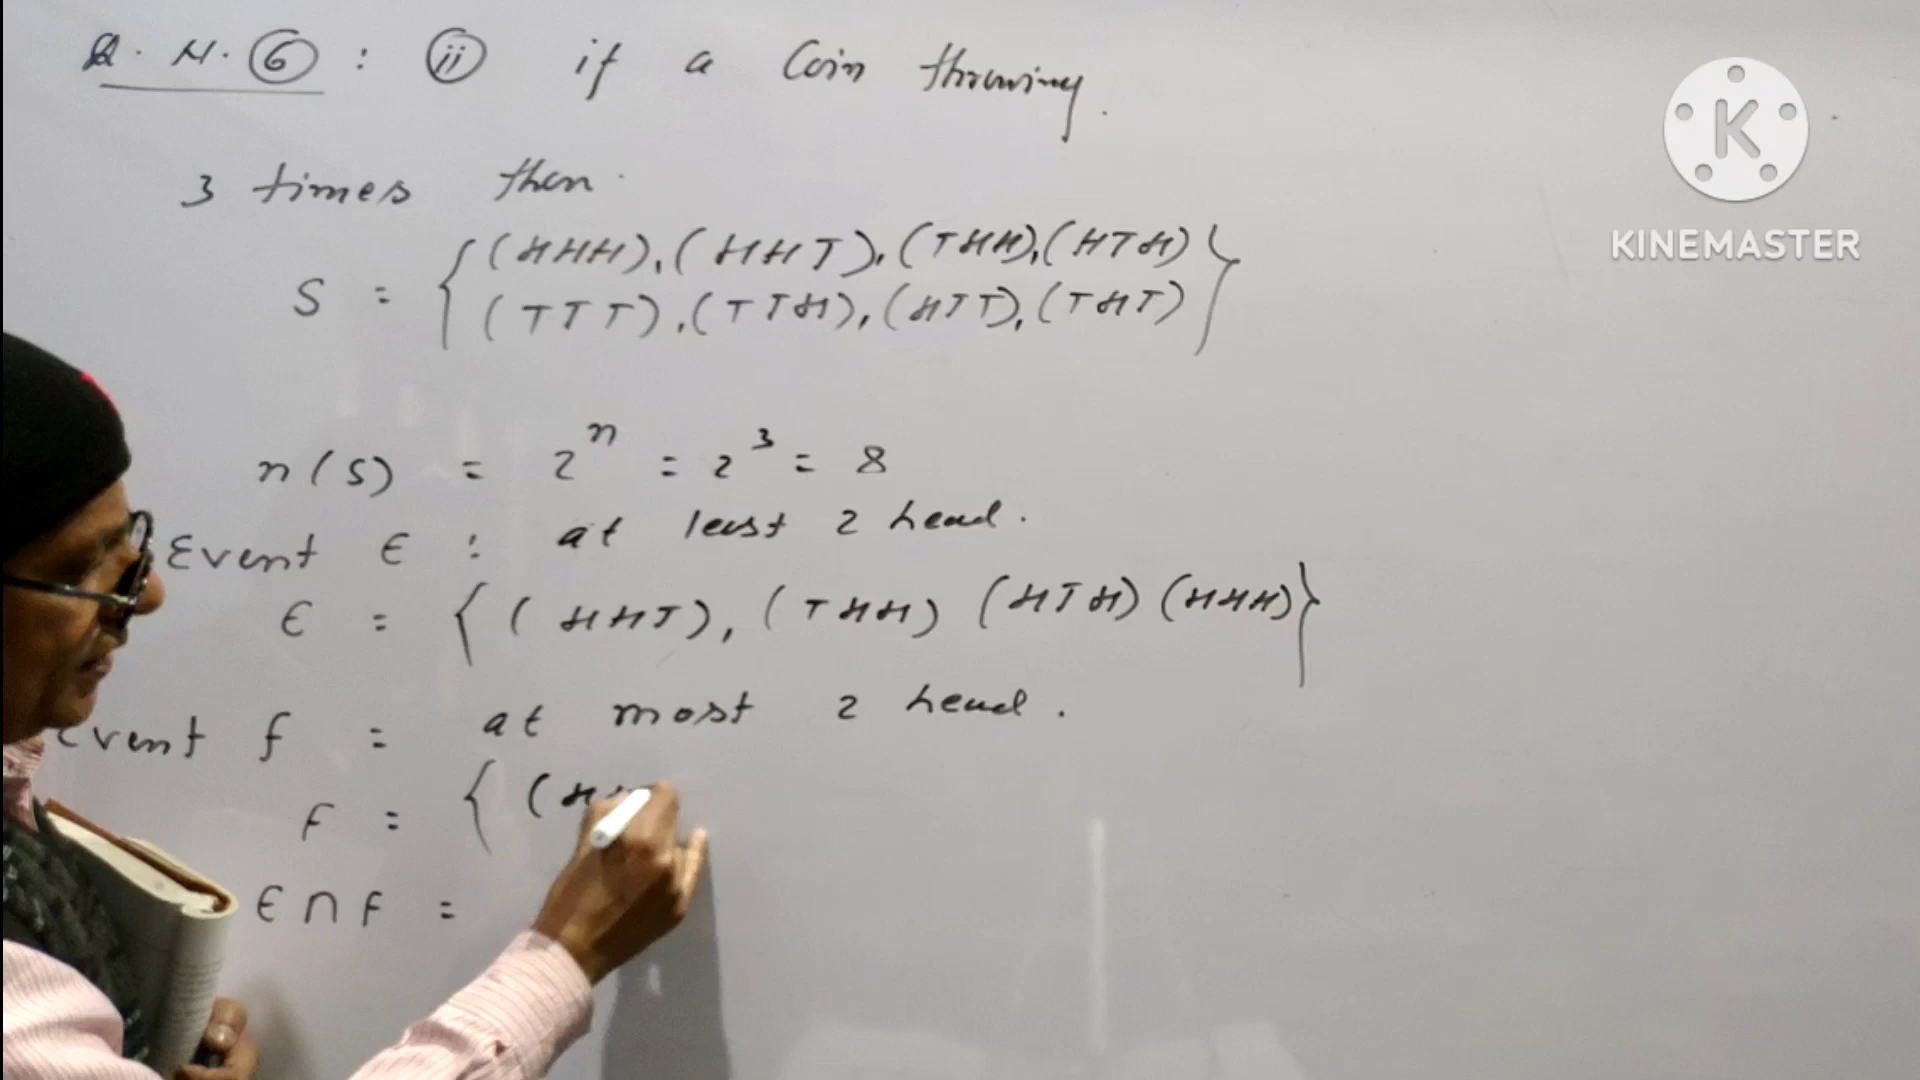 Q. N. 6 : ii if a Coin throwing.
3 times then.
S = { (HHH), (HHT), (THH), (HTH)
(TTT), (TTH), (HTT), (THT) }
n(S) = 2^n = 2^3 = 8
Event E : at least 2 head.
E = { (HHT), (THH) (HTH) (HHH) }
Event f = at most 2 head.
F = { (H
E ∩ F =
K
KINEMASTER